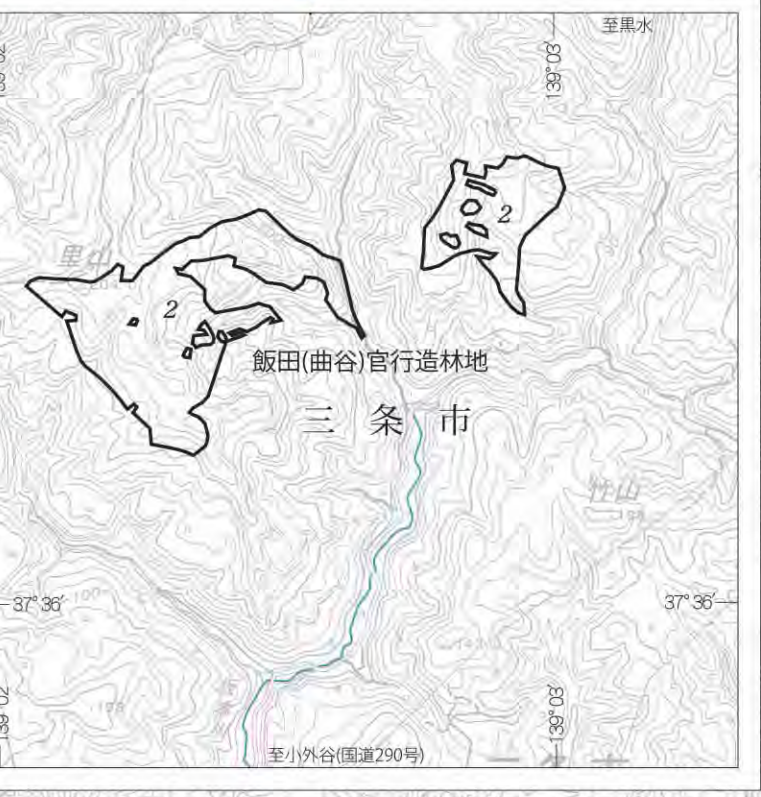 至黒水
139°03′
里山
2
2
飯田(曲谷)官行造林地
三条市
竹山
37°36′
37°36′
139°03′
至小外谷(国道290号)